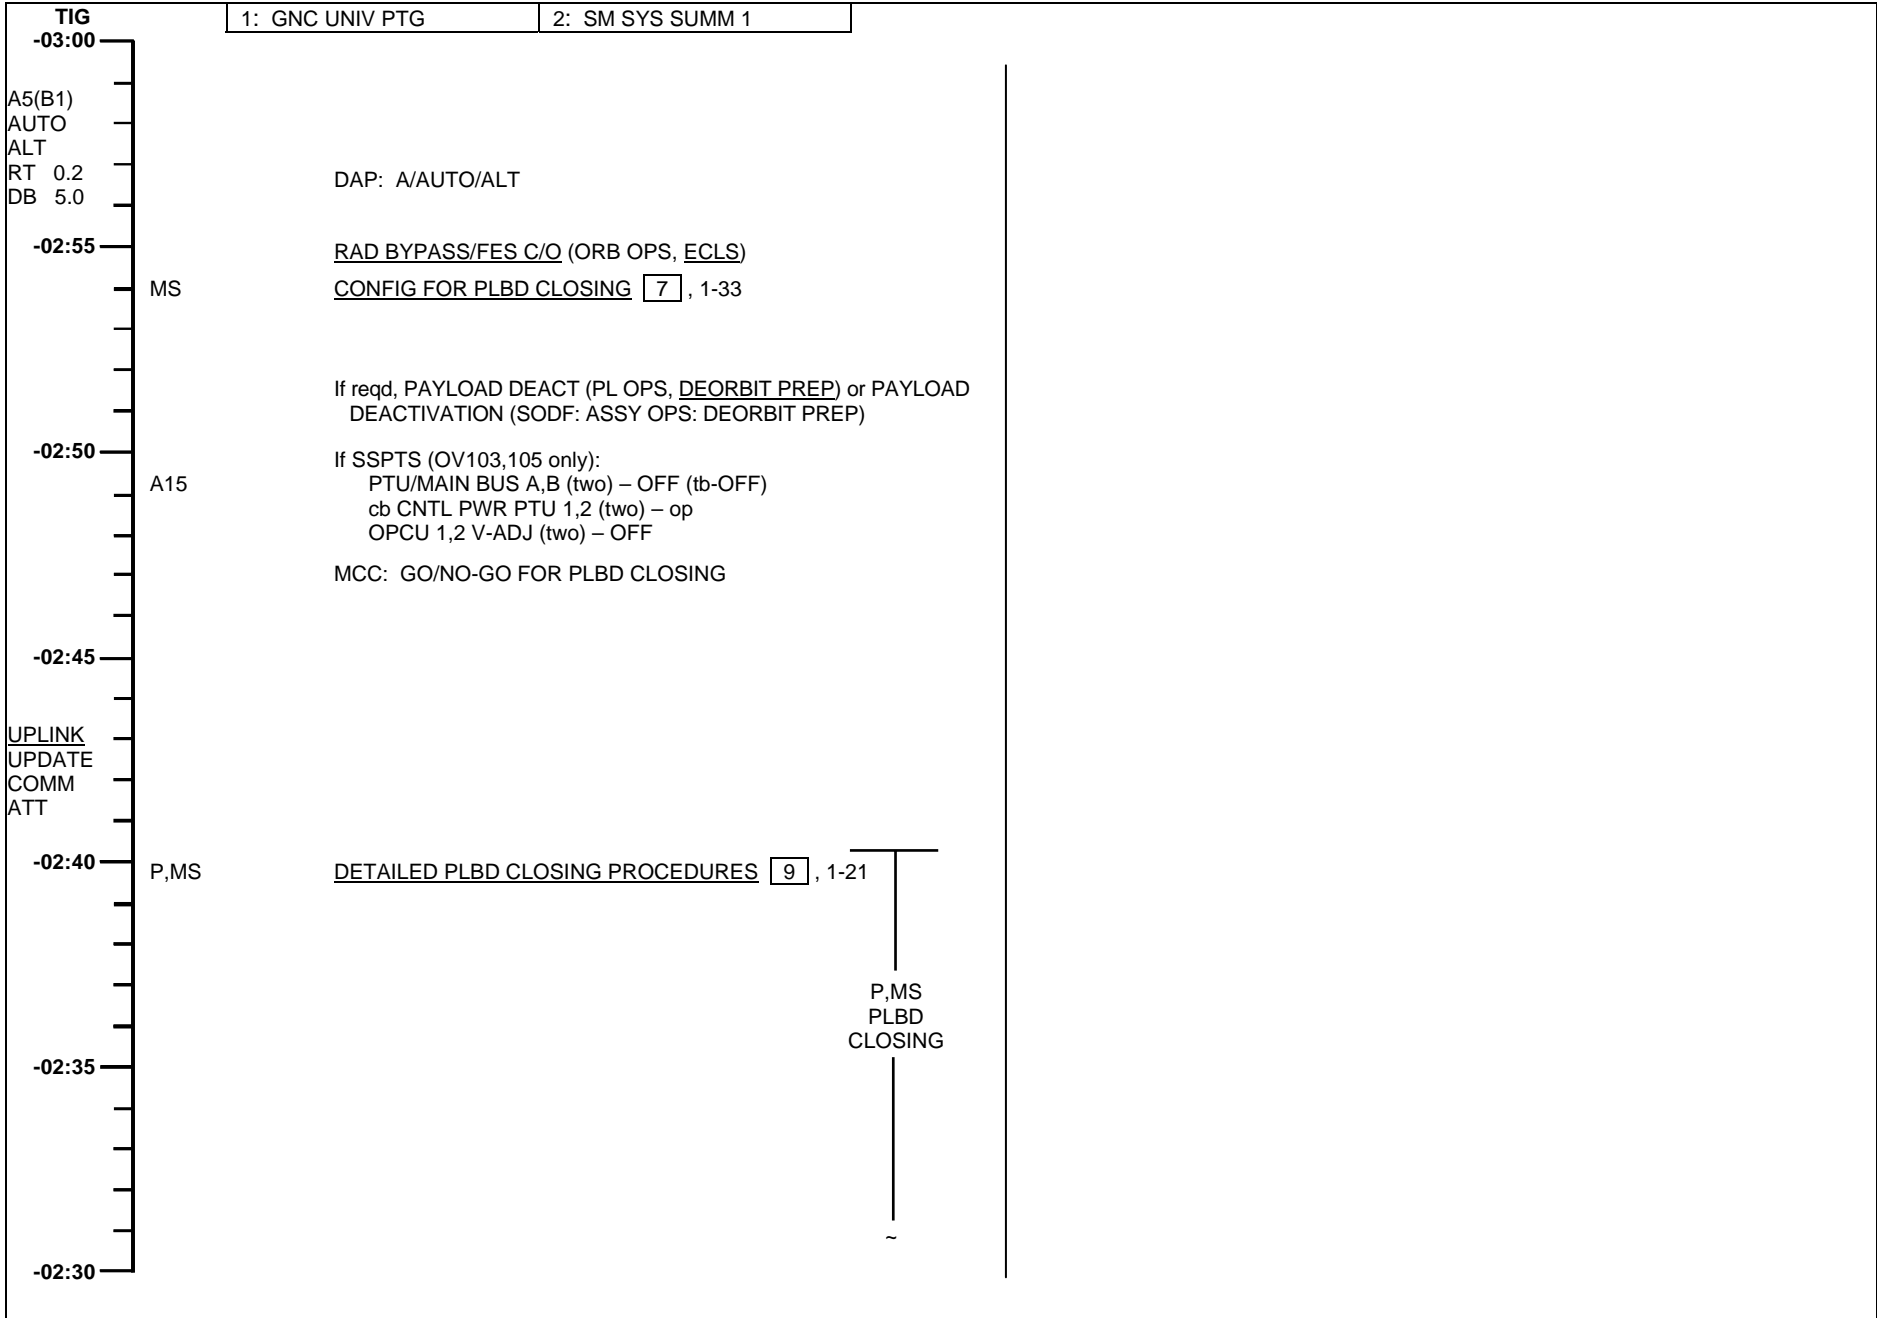 TIG
1: GNC UNIV PTG
2: SM SYS SUMM 1
-03:00
A5(B1)
AUTO
ALT
RT 0.2
DB 5.0
DAP: A/AUTO/ALT
-02:55
RAD BYPASS/FES C/O (ORB OPS, ECLS)
MS
CONFIG FOR PLBD CLOSING 7 , 1-33
If reqd, PAYLOAD DEACT (PL OPS, DEORBIT PREP) or PAYLOAD
DEACTIVATION (SODF: ASSY OPS: DEORBIT PREP)
-02:50
If SSPTS (OV103,105 only):
A15
PTU/MAIN BUS A,B (two) – OFF (tb-OFF)
cb CNTL PWR PTU 1,2 (two) – op
OPCU 1,2 V-ADJ (two) – OFF
MCC: GO/NO-GO FOR PLBD CLOSING
-02:45
UPLINK
UPDATE
COMM
ATT
-02:40
P,MS
DETAILED PLBD CLOSING PROCEDURES 9 , 1-21
P,MS
PLBD
CLOSING
-02:35
~
-02:30